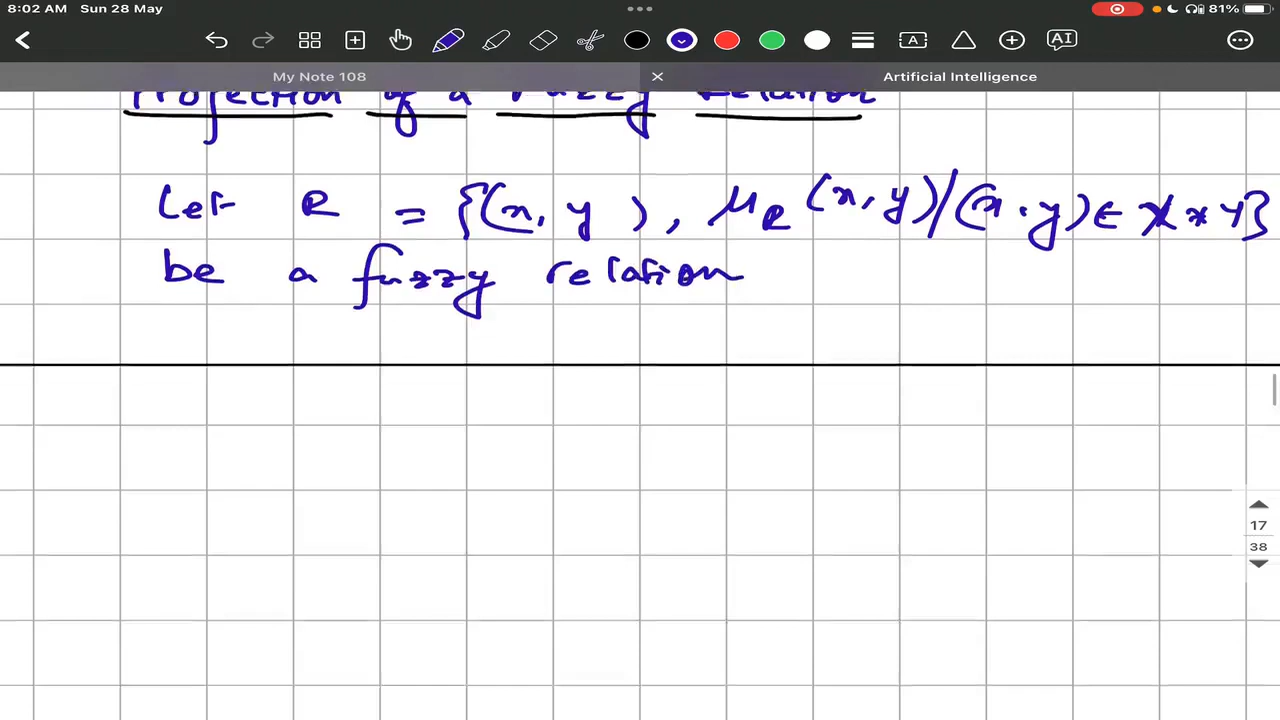 8:02 AM Sun 28 May
81%
A
AI
My Note 108
Artificial Intelligence
Projection of a Fuzzy Relation
Let R = {(x, y), μR (x, y)/(x, y) ∈ X × Y}
be a fuzzy relation
17
38